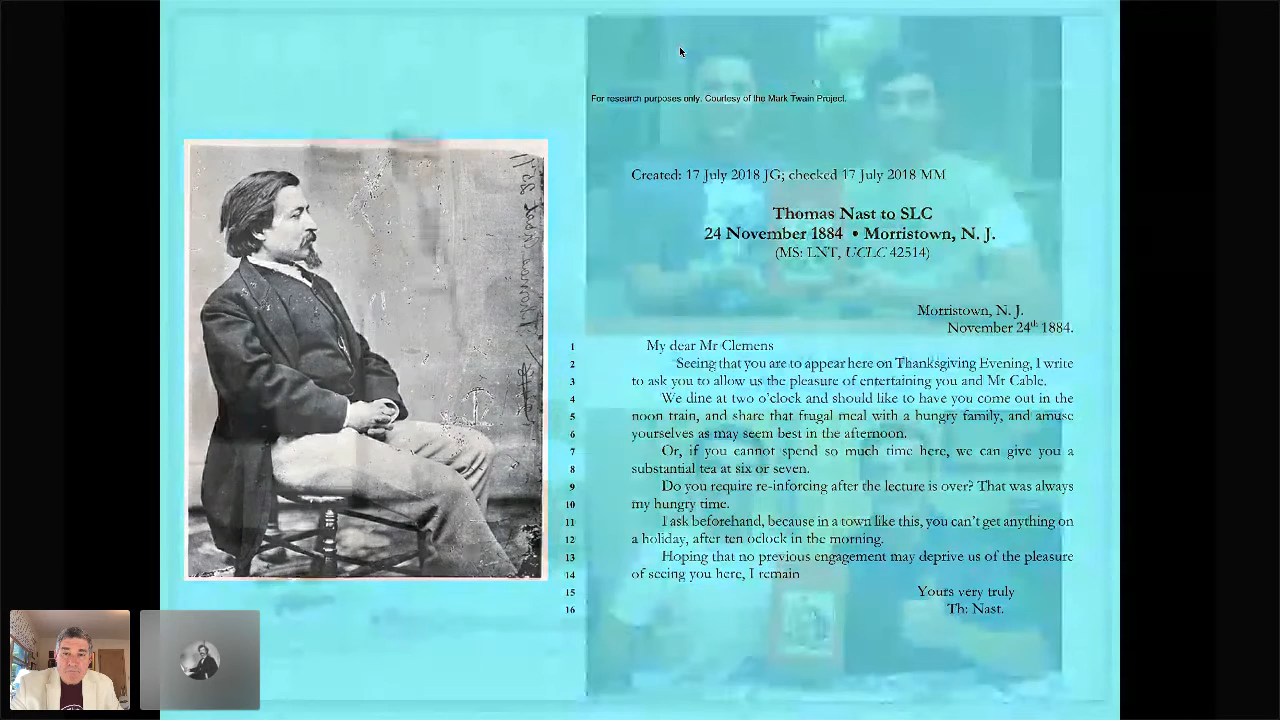 For research purposes only. Courtesy of the Mark Twain Project.
Created: 17 July 2018 JG; checked 17 July 2018 MM
Thomas Nast to SLC
24 November 1884 • Morristown, N. J.
(MS: LNT, UCLC 42514)
Morristown, N. J.
November 24th 1884.
1 My dear Mr Clemens
2 Seeing that you are to appear here on Thanksgiving Evening, I write
3 to ask you to allow us the pleasure of entertaining you and Mr Cable.
4 We dine at two o'clock and should like to have you come out in the
5 noon train, and share that frugal meal with a hungry family, and amuse
6 yourselves as may seem best in the afternoon.
7 Or, if you cannot spend so much time here, we can give you a
8 substantial tea at six or seven.
9 Do you require re-inforcing after the lecture is over? That was always
10 my hungry time.
11 I ask beforehand, because in a town like this, you can't get anything on
12 a holiday, after ten oclock in the morning.
13 Hoping that no previous engagement may deprive us of the pleasure
14 of seeing you here, I remain
15 Yours very truly
16 Th: Nast.